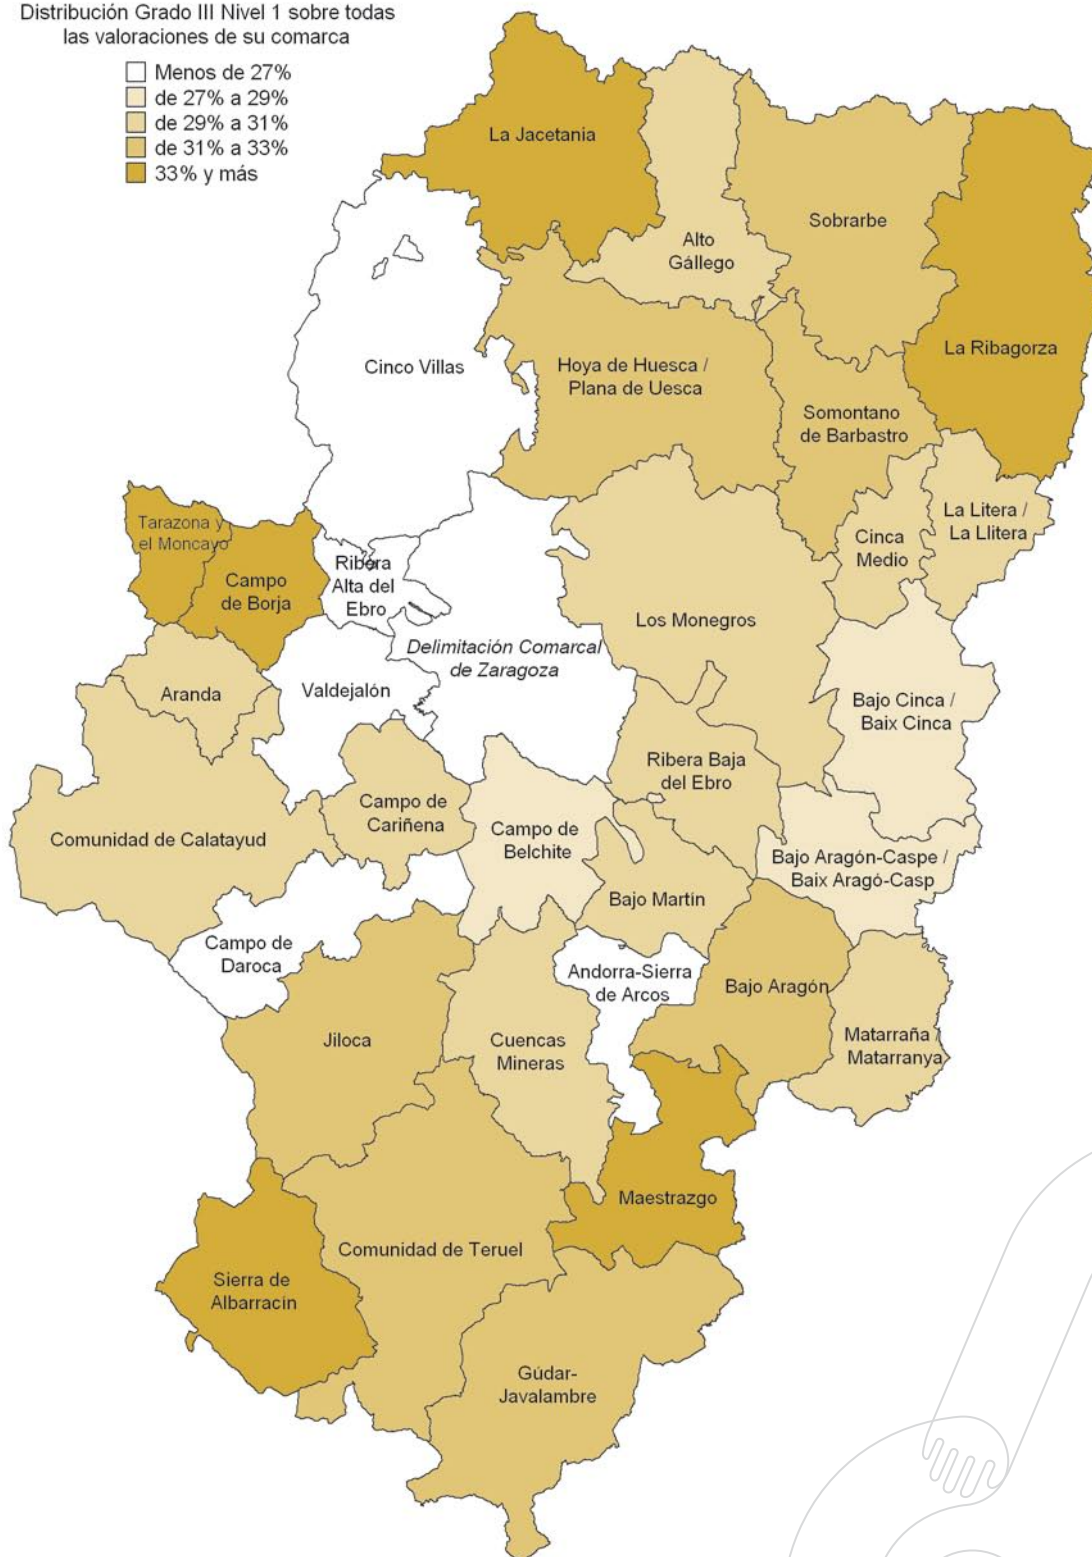 Distribución Grado III Nivel 1 sobre todas
las valoraciones de su comarca
Menos de 27%
de 27% a 29%
de 29% a 31%
de 31% a 33%
33% y más
La Jacetania
Alto
Gállego
Sobrarbe
La Ribagorza
Cinco Villas
Hoya de Huesca /
Plana de Uesca
Somontano
de Barbastro
La Litera /
La Llitera
Cinca
Medio
Tarazona y
el Moncayo
Campo
de Borja
Ribera
Alta del
Ebro
Los Monegros
Delimitación Comarcal
de Zaragoza
Aranda
Valdejalón
Bajo Cinca /
Baix Cinca
Ribera Baja
del Ebro
Comunidad de Calatayud
Campo de
Cariñena
Campo de
Belchite
Bajo Aragón-Caspe /
Baix Aragó-Casp
Bajo Martín
Campo de
Daroca
Andorra-Sierra
de Arcos
Bajo Aragón
Jiloca
Cuencas
Mineras
Matarraña /
Matarranya
Maestrazgo
Comunidad de Teruel
Sierra de
Albarracín
Gúdar-
Javalambre